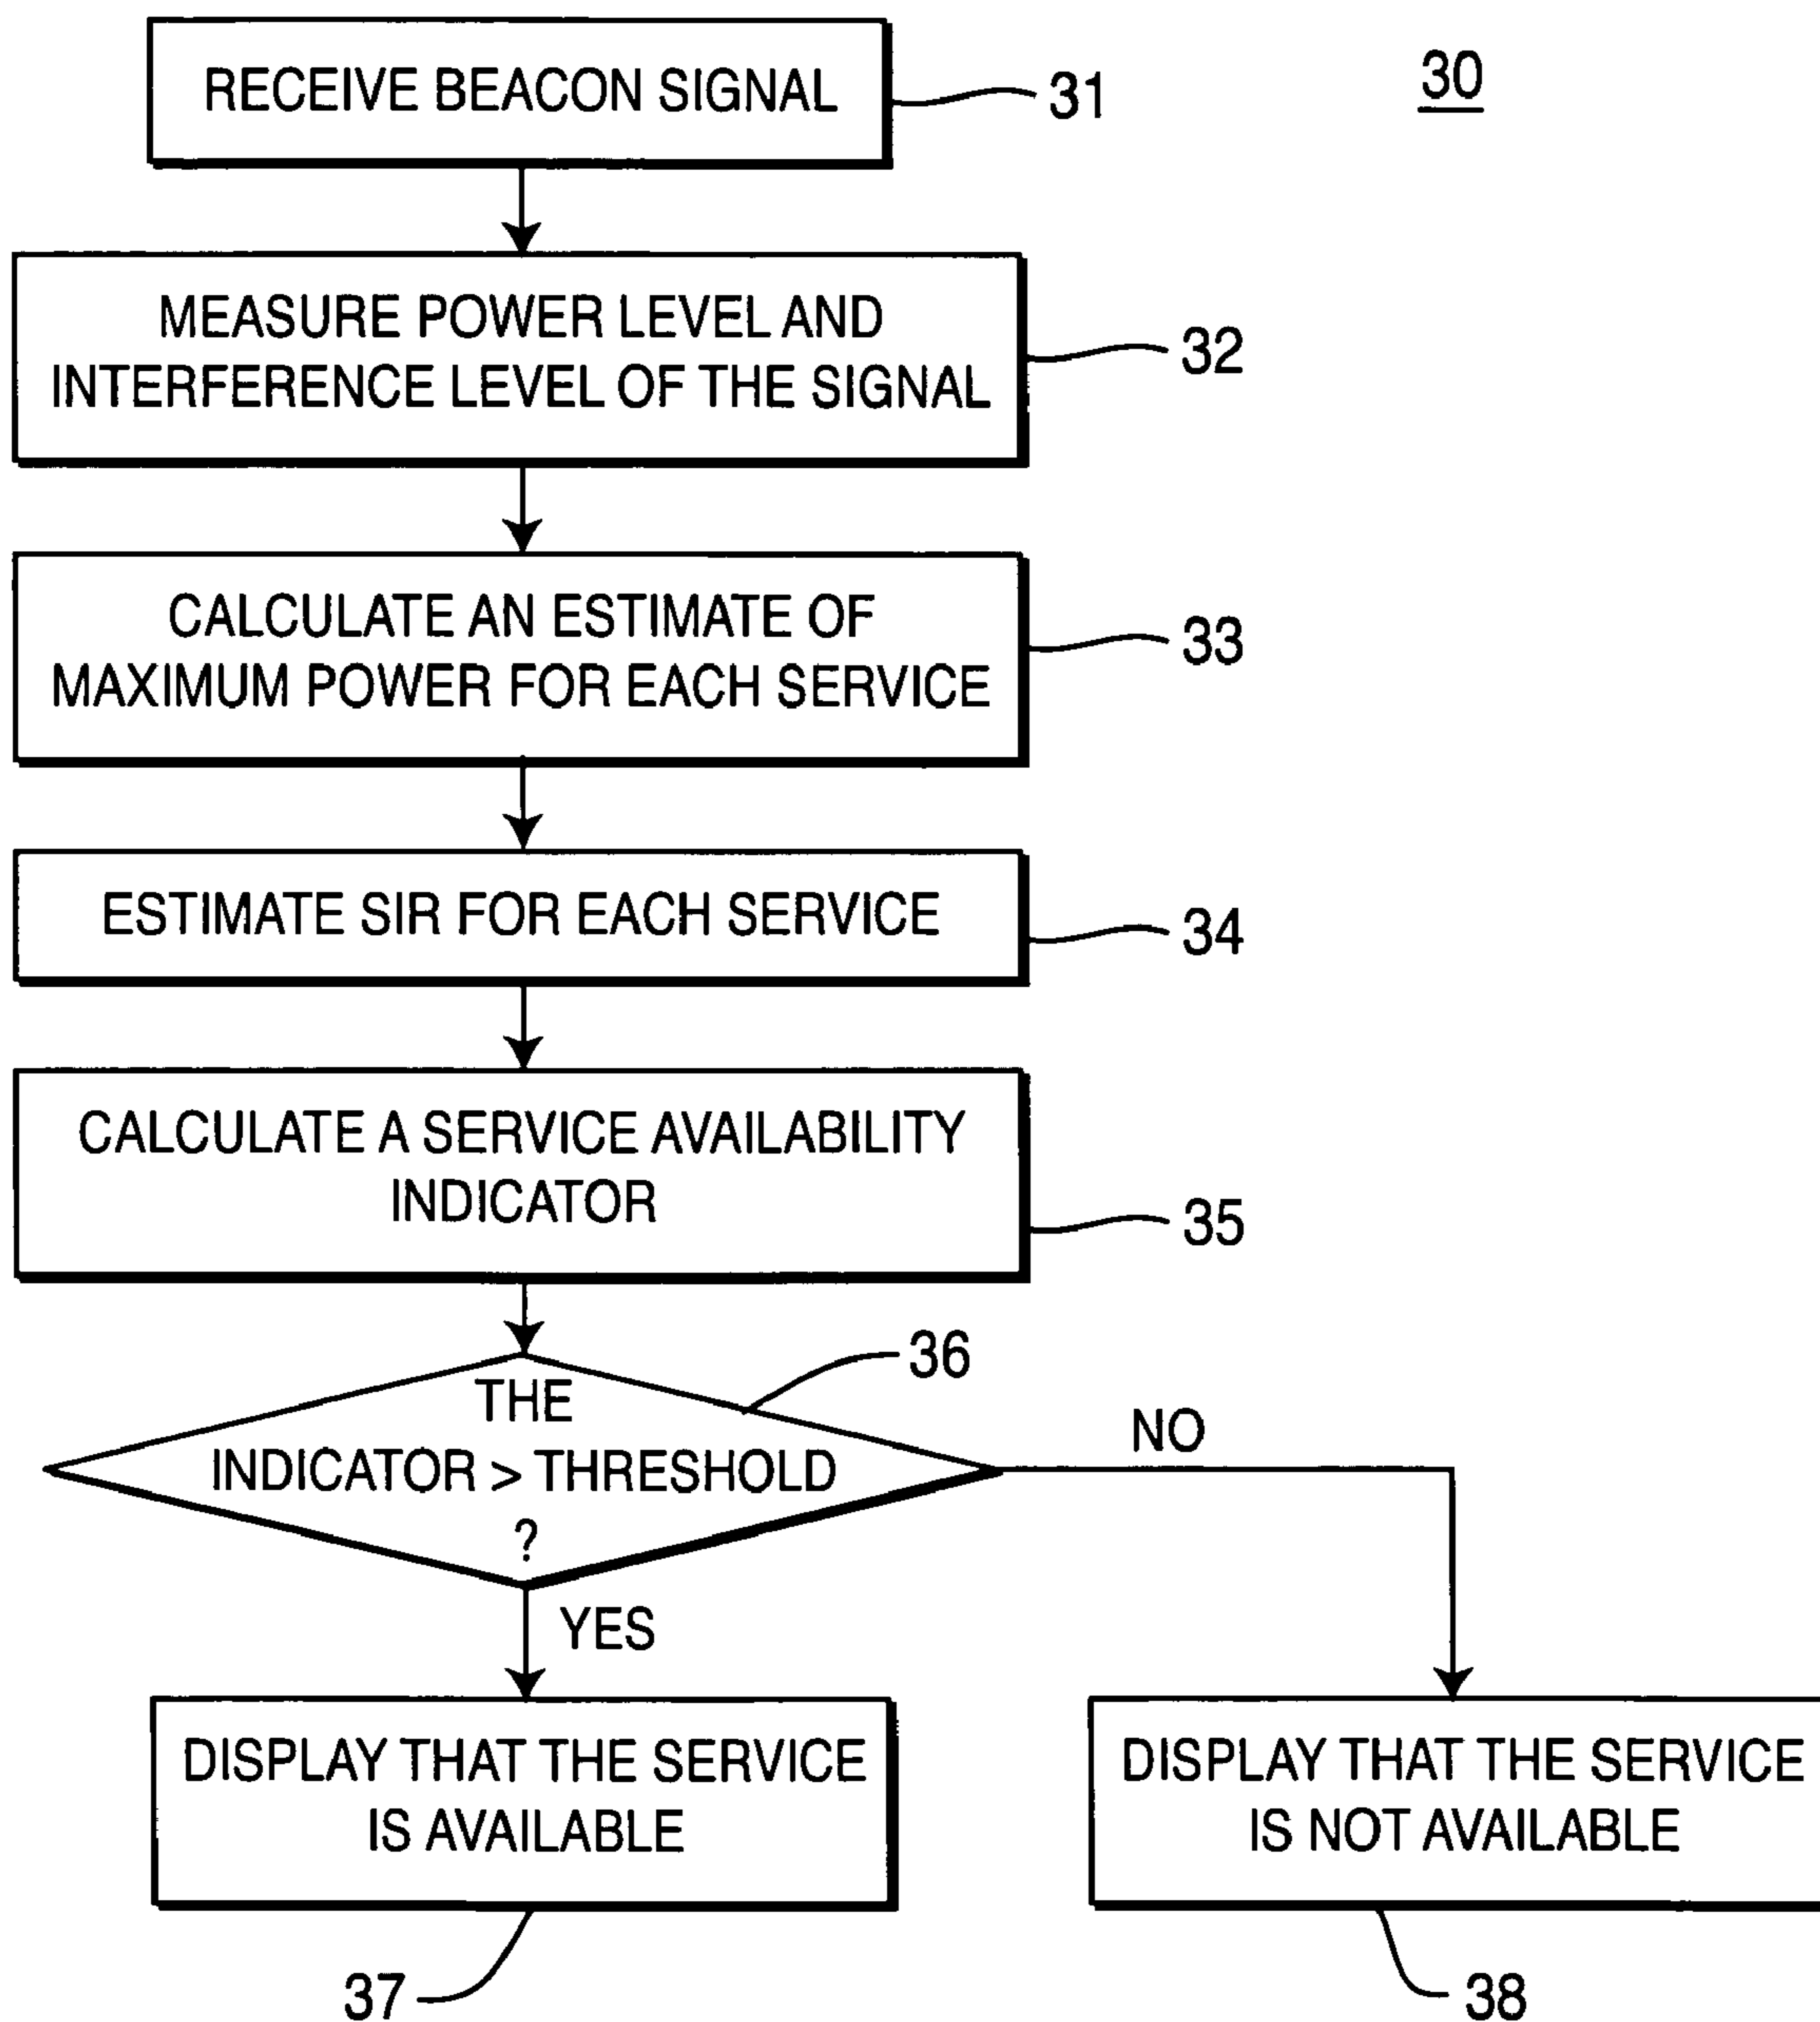 RECEIVE BEACON SIGNAL
31
30
MEASURE POWER LEVEL AND
INTERFERENCE LEVEL OF THE SIGNAL
32
CALCULATE AN ESTIMATE OF
MAXIMUM POWER FOR EACH SERVICE
33
ESTIMATE SIR FOR EACH SERVICE
34
CALCULATE A SERVICE AVAILABILITY
INDICATOR
35
36
THE
INDICATOR > THRESHOLD
?
NO
YES
DISPLAY THAT THE SERVICE
IS AVAILABLE
DISPLAY THAT THE SERVICE
IS NOT AVAILABLE
37
38